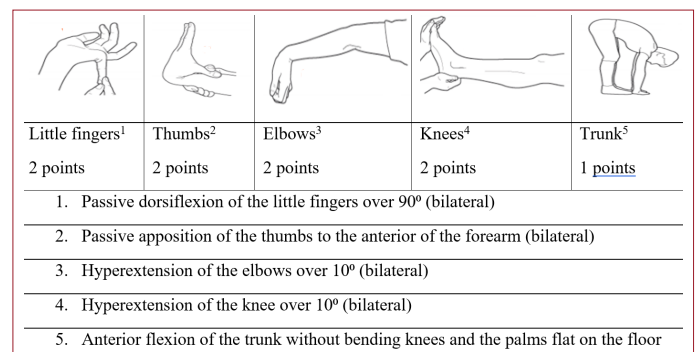 Little fingers¹ Thumbs² Elbows³ Knees⁴ Trunk⁵
2 points 2 points 2 points 2 points 1 points
1. Passive dorsiflexion of the little fingers over 90⁰ (bilateral)
2. Passive apposition of the thumbs to the anterior of the forearm (bilateral)
3. Hyperextension of the elbows over 10⁰ (bilateral)
4. Hyperextension of the knee over 10⁰ (bilateral)
5. Anterior flexion of the trunk without bending knees and the palms flat on the floor